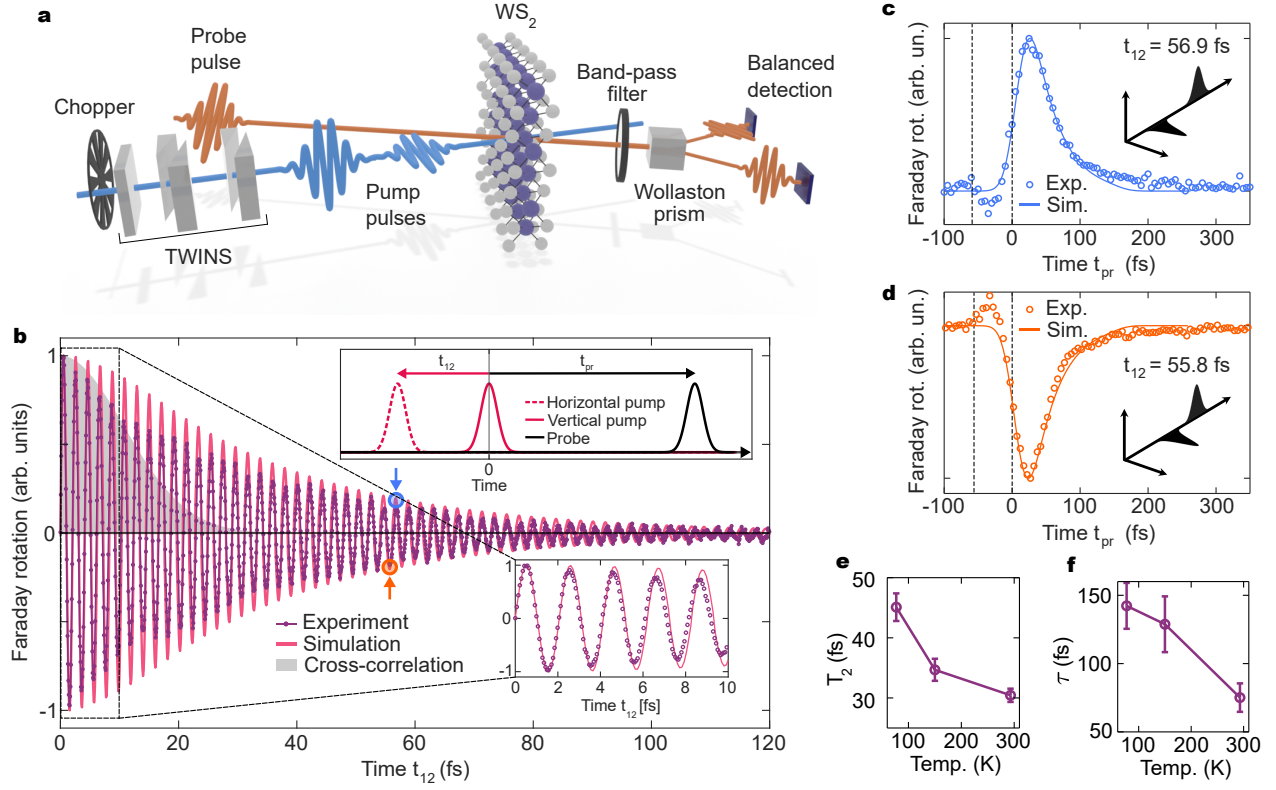 a
WS2
Probe
pulse
Chopper
Band-pass
filter
Balanced
detection
Pump
pulses
Wollaston
prism
TWINS
b
Faraday rotation (arb. units)
1
0
-1
0
20
40
60
80
100
120
Time t12 (fs)
t12
tpr
Horizontal pump
Vertical pump
Probe
0
Time
Experiment
Simulation
Cross-correlation
1
0
-1
0
2
4
6
8
10
Time t12 [fs]
c
Faraday rot. (arb. un.)
t12 = 56.9 fs
Exp.
Sim.
-100
0
100
200
300
Time tpr (fs)
d
Faraday rot. (arb. un.)
Exp.
Sim.
t12 = 55.8 fs
-100
0
100
200
300
Time tpr (fs)
e
T2 (fs)
50
40
30
100
200
300
Temp. (K)
f
τ (fs)
150
100
50
100
200
300
Temp. (K)